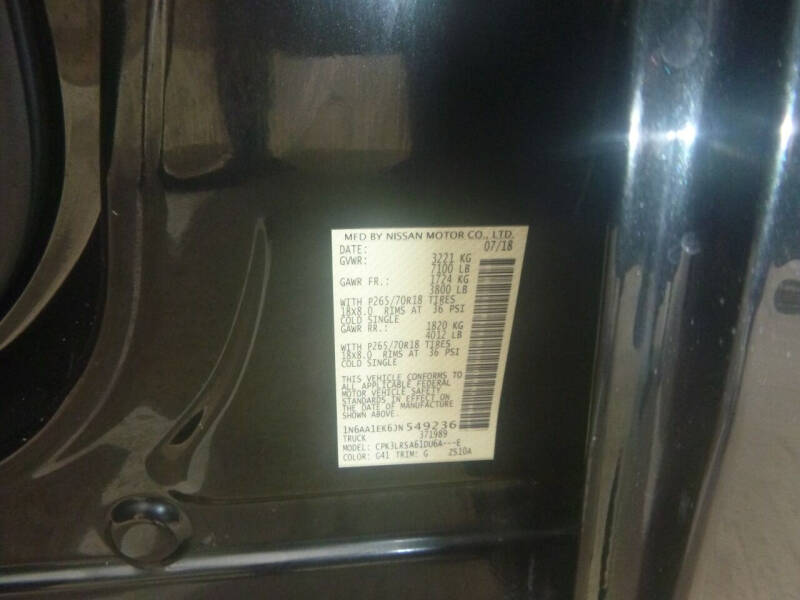 MFD BY NISSAN MOTOR CO., LTD.
DATE: 07/18
GVWR: 3221 KG
7100 LB
GAWR FR.: 1724 KG
3800 LB
WITH P265/70R18 TIRES
18X8.0 RIMS AT 36 PSI
COLD SINGLE
GAWR RR.: 1820 KG
4012 LB
WITH P265/70R18 TIRES
18X8.0 RIMS AT 36 PSI
COLD SINGLE
THIS VEHICLE CONFORMS TO
ALL APPLICABLE FEDERAL
MOTOR VEHICLE SAFETY
STANDARDS IN EFFECT ON
THE DATE OF MANUFACTURE
SHOWN ABOVE.
1N6AA1EK6JN549236
TRUCK 371989
MODEL: CPK3LRSA61DU6A---E
COLOR: G41 TRIM: G 2510A